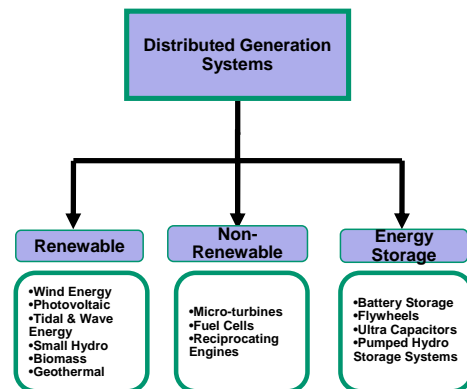 Distributed Generation
Systems
Renewable
Non-
Renewable
Energy
Storage
•Wind Energy
•Photovoltaic
•Tidal & Wave
Energy
•Small Hydro
•Biomass
•Geothermal
•Micro-turbines
•Fuel Cells
•Reciprocating
Engines
•Battery Storage
•Flywheels
•Ultra Capacitors
•Pumped Hydro
Storage Systems